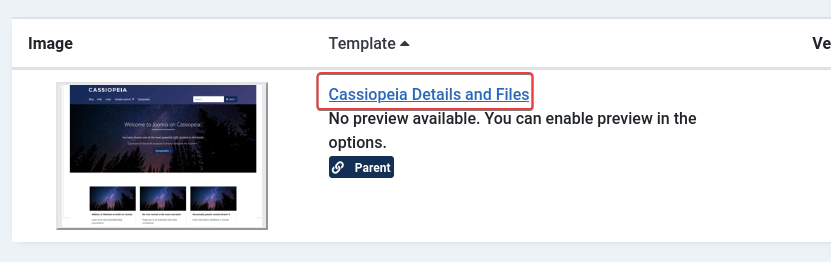 Image
Template
Ve
CASSIOPEIA
Welcome to Joomla on Cassiopeia
Cassiopeia Details and Files
No preview available. You can enable preview in the
options.
Parent